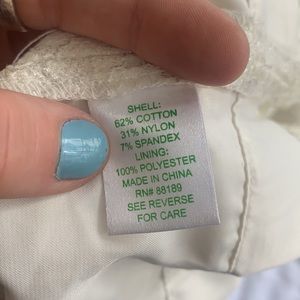 SHELL:
62% COTTON
31% NYLON
7% SPANDEX
LINING:
100% POLYESTER
MADE IN CHINA
RN# 88189
SEE REVERSE
FOR CARE